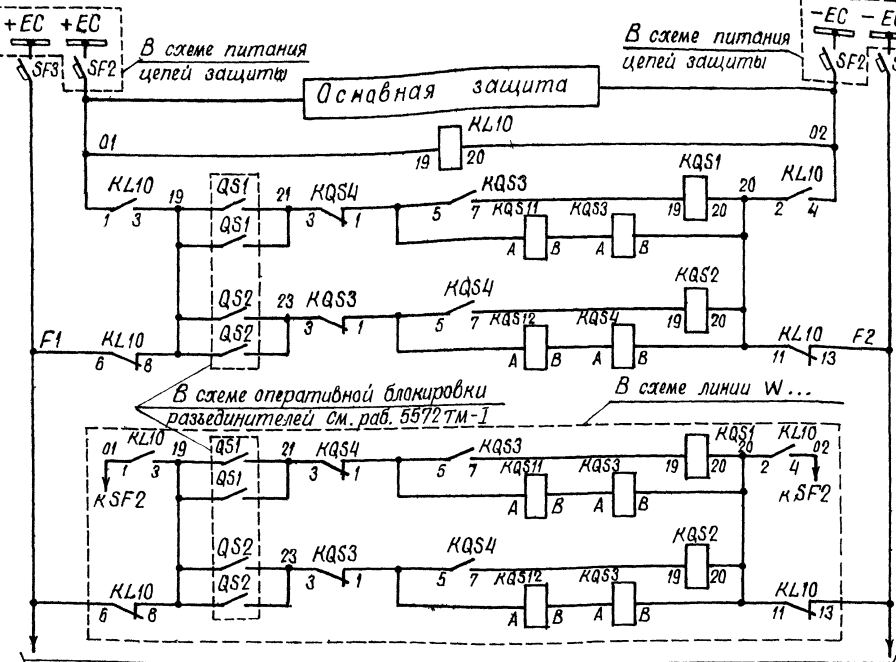 +EC +EC
-EC -EC
SF3 SF2
В схеме питания
цепей защиты
В схеме питания
цепей защиты
SF2 S
Основная защита
01 KL10 02
19 20
KL10 19 QS1 21 KQS4 KQS3 KQS1 20 KL10
1 3 3 1 5 7 19 20 2 4
QS1 KQS11 KQS3
A B A B
QS2 23 KQS3 KQS4 KQS2
3 1 5 7 19 20
F1 KL10 QS2 KQS12 KQS4 KL10 F2
6 8 A B A B 11 13
В схеме оперативной блокировки
разъединителей см. раб. 5572тм-I
В схеме линии W...
01 KL10 19 QS1 21 KQS4 KQS3 KQS1 20 KL10 02
1 3 3 1 5 7 19 20 2 4
к SF2 QS1 KQS11 KQS3 к SF2
A B A B
QS2 23 KQS3 KQS4 KQS2
3 1 5 7 19 20
KL10 QS2 KQS12 KQS3 KL10
6 8 A B A B 11 13